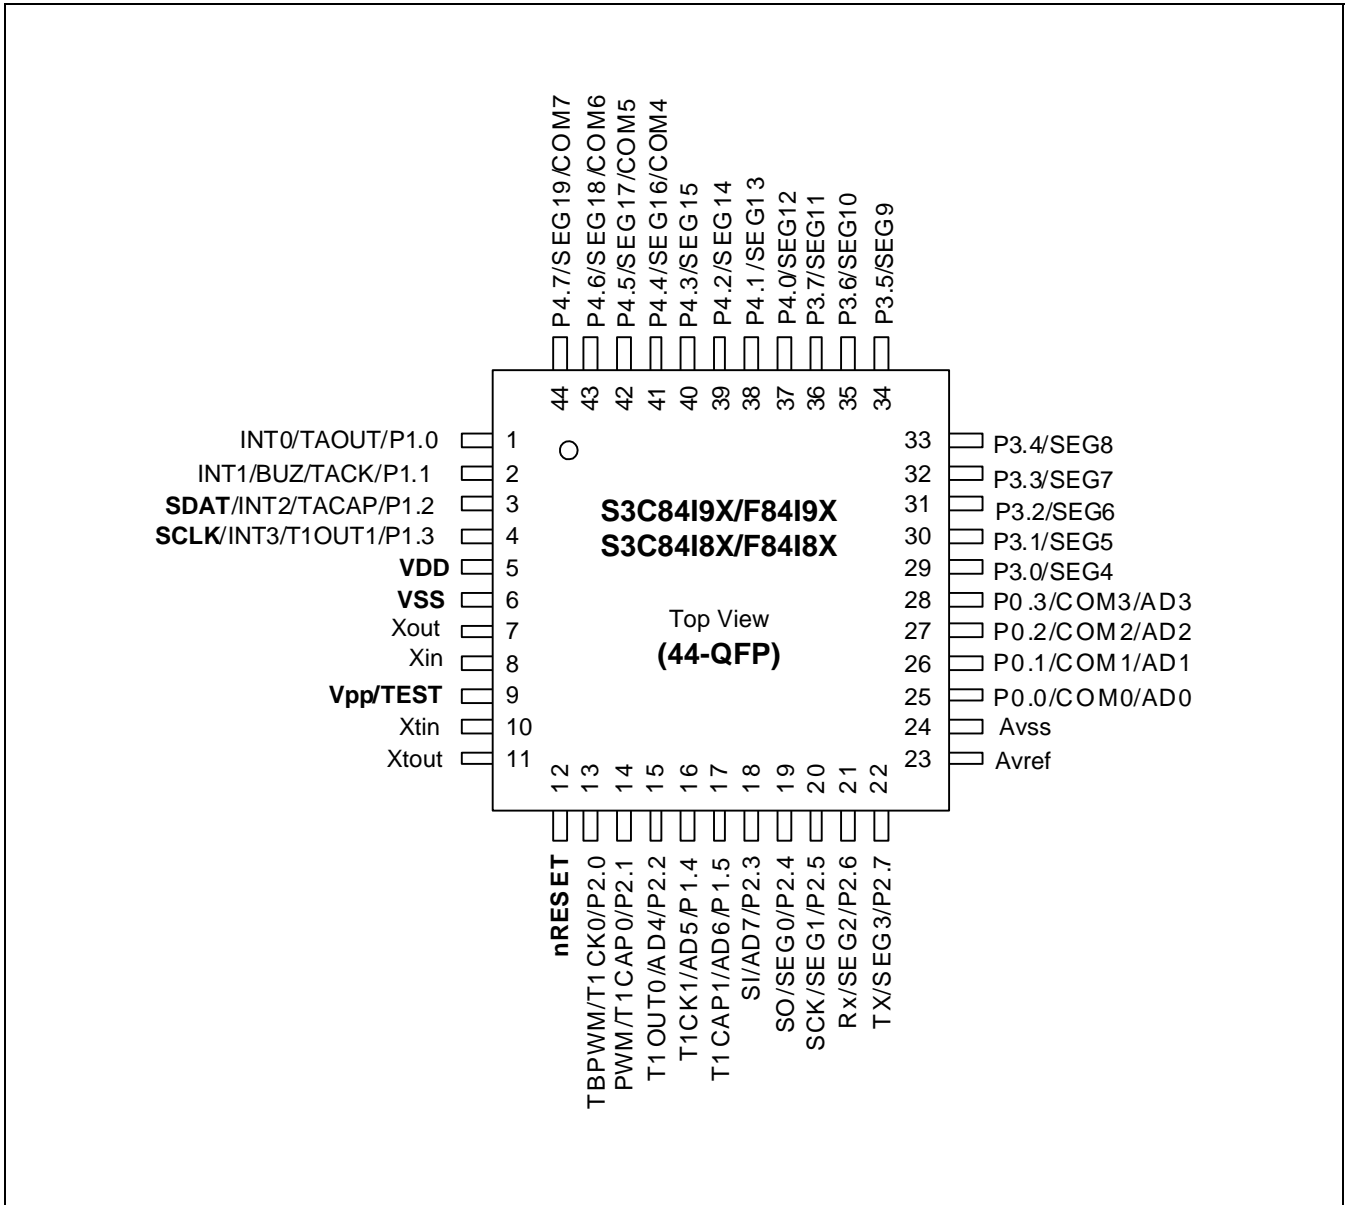 P4.7/SEG19/COM7
P4.6/SEG18/COM6
P4.5/SEG17/COM5
P4.4/SEG16/COM4
P4.3/SEG15
P4.2/SEG14
P4.1/SEG13
P4.0/SEG12
P3.7/SEG11
P3.6/SEG10
P3.5/SEG9
44
43
42
41
40
39
38
37
36
35
34
INT0/TAOUT/P1.0
INT1/BUZ/TACK/P1.1
SDAT/INT2/TACAP/P1.2
SCLK/INT3/T1OUT1/P1.3
VDD
VSS
Xout
Xin
Vpp/TEST
Xtin
Xtout
1
2
3
4
5
6
7
8
9
10
11
S3C84I9X/F84I9X
S3C84I8X/F84I8X
Top View
(44-QFP)
33
32
31
30
29
28
27
26
25
24
23
P3.4/SEG8
P3.3/SEG7
P3.2/SEG6
P3.1/SEG5
P3.0/SEG4
P0.3/COM3/AD3
P0.2/COM2/AD2
P0.1/COM1/AD1
P0.0/COM0/AD0
Avss
Avref
12
13
14
15
16
17
18
19
20
21
22
nRESET
TBPWM/T1CK0/P2.0
PWM/T1CAP0/P2.1
T1OUT0/AD4/P2.2
T1CK1/AD5/P1.4
T1CAP1/AD6/P1.5
SI/AD7/P2.3
SO/SEG0/P2.4
SCK/SEG1/P2.5
Rx/SEG2/P2.6
TX/SEG3/P2.7